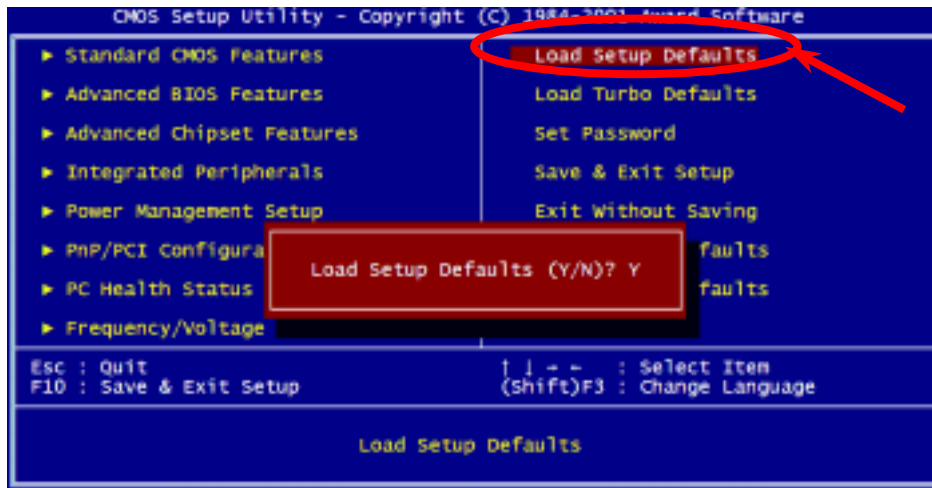 CMOS Setup Utility - Copyright (C) 1984-2001 Award Software
► Standard CMOS Features
► Advanced BIOS Features
► Advanced Chipset Features
► Integrated Peripherals
► Power Management Setup
► PnP/PCI Configura
► PC Health Status
► Frequency/Voltage
Load Setup Defaults
Load Turbo Defaults
Set Password
Save & Exit Setup
Exit Without Saving
faults
faults
Load Setup Defaults (Y/N)? Y
Esc : Quit
F10 : Save & Exit Setup
↑ ↓ → ← : Select Item
(Shift)F3 : Change Language
Load Setup Defaults